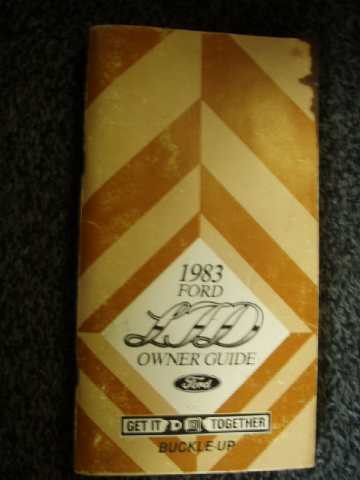 1983
FORD
LTD
OWNER GUIDE
Ford
GET IT TOGETHER
BUCKLE-UP